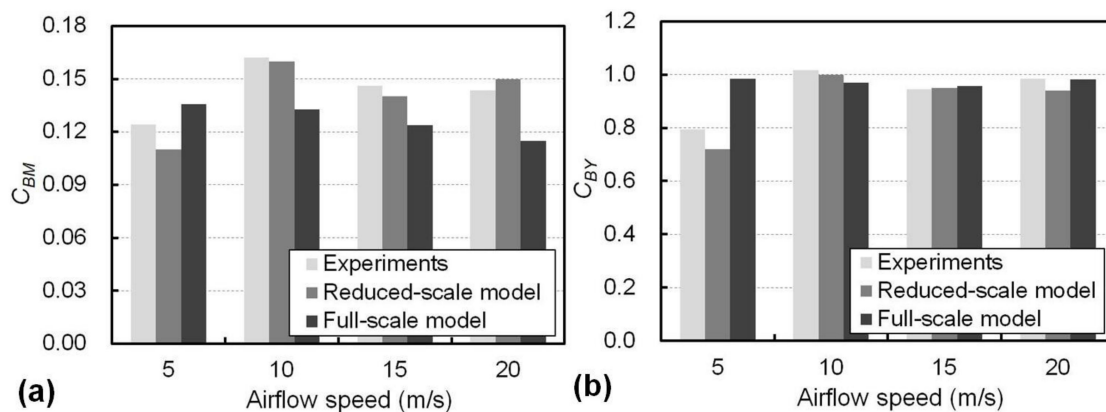 0.18
0.15
0.12
0.09
0.06
0.03
0.00
C_BM
Experiments
Reduced-scale model
Full-scale model
5 10 15 20
Airflow speed (m/s)
(a)
1.2
1.0
0.8
0.6
0.4
0.2
0.0
C_BY
Experiments
Reduced-scale model
Full-scale model
5 10 15 20
Airflow speed (m/s)
(b)